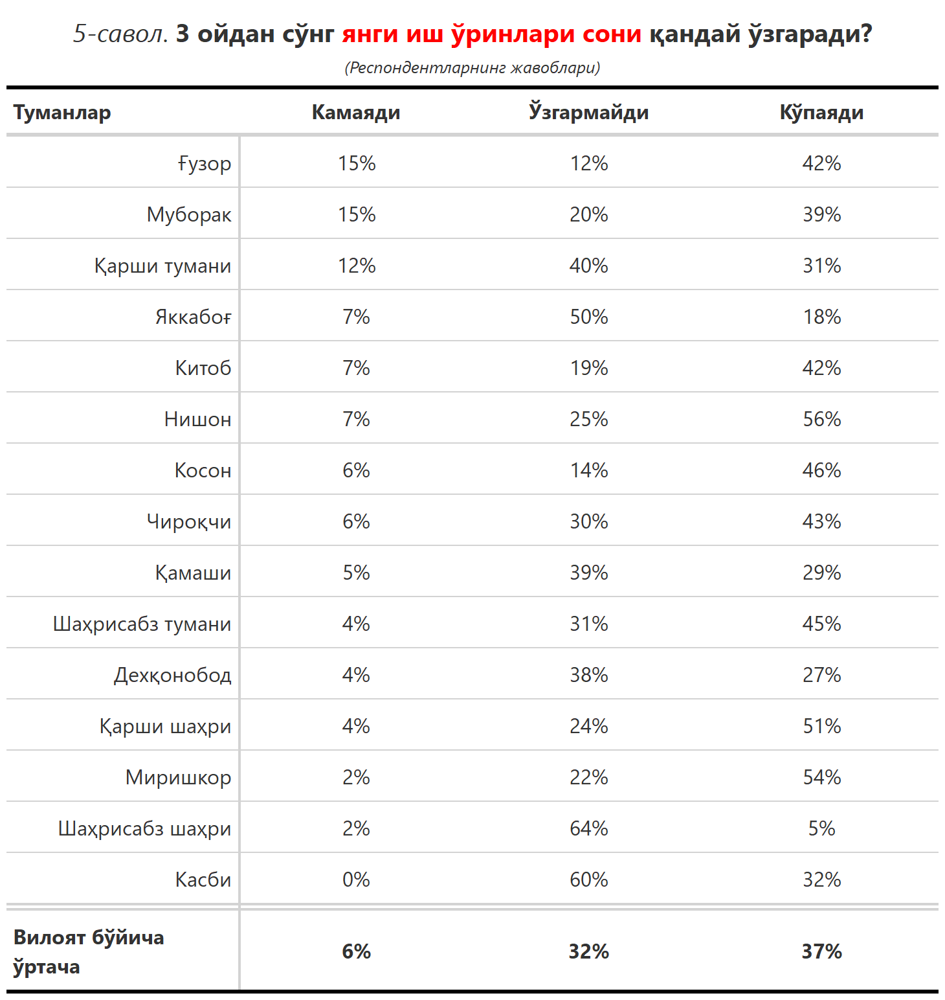 5-савол. 3 ойдан сўнг янги иш ўринлари сони қандай ўзгаради?
(Респондентларнинг жавоблари)
Туманлар Камаяди Ўзгармайди Кўпаяди
Ғузор 15% 12% 42%
Муборак 15% 20% 39%
Қарши тумани 12% 40% 31%
Яккабоғ 7% 50% 18%
Китоб 7% 19% 42%
Нишон 7% 25% 56%
Косон 6% 14% 46%
Чироқчи 6% 30% 43%
Қамаши 5% 39% 29%
Шаҳрисабз тумани 4% 31% 45%
Дехқонобод 4% 38% 27%
Қарши шаҳри 4% 24% 51%
Миришкор 2% 22% 54%
Шаҳрисабз шаҳри 2% 64% 5%
Касби 0% 60% 32%
Вилоят бўйича
ўртача 6% 32% 37%